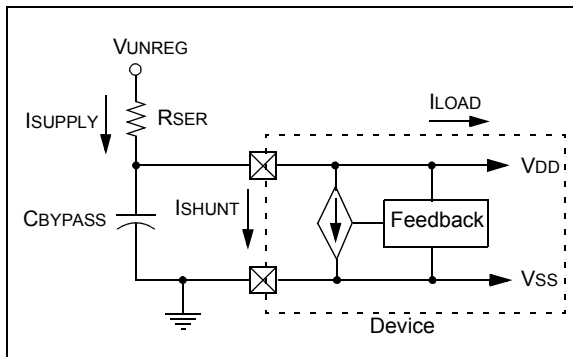 VUNREG
ILOAD
ISUPPLY
RSER
VDD
CBYPASS
ISHUNT
Feedback
VSS
Device